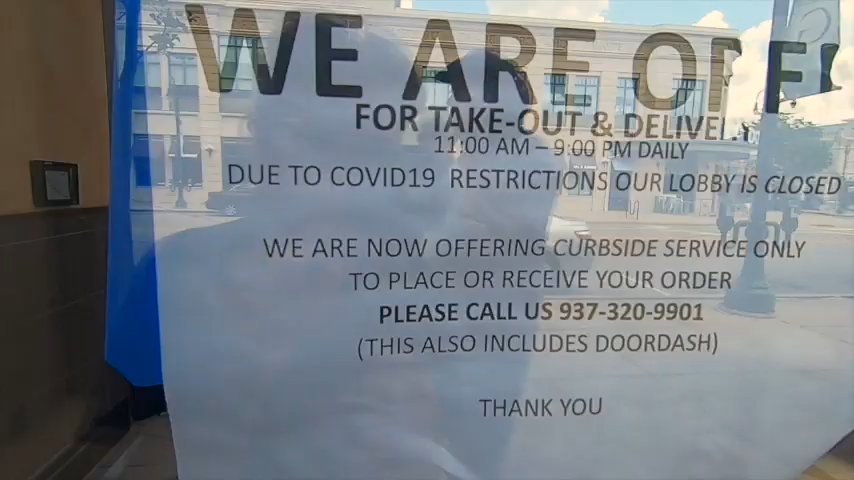 WE ARE OPE
FOR TAKE-OUT & DELIVE
11:00 AM – 9:00 PM DAILY
DUE TO COVID19 RESTRICTIONS OUR LOBBY IS CLOSED
WE ARE NOW OFFERING CURBSIDE SERVICE ONLY
TO PLACE OR RECEIVE YOUR ORDER
PLEASE CALL US 937-320-9901
(THIS ALSO INCLUDES DOORDASH)
THANK YOU